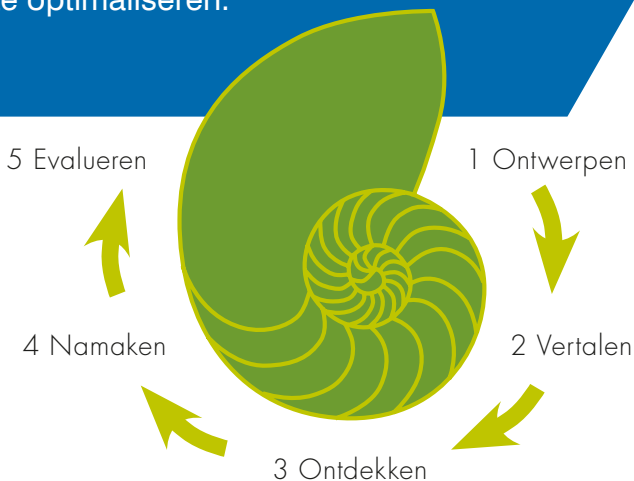 e optimaliseren.
1 Ontwerpen
2 Vertalen
3 Ontdekken
4 Namaken
5 Evalueren